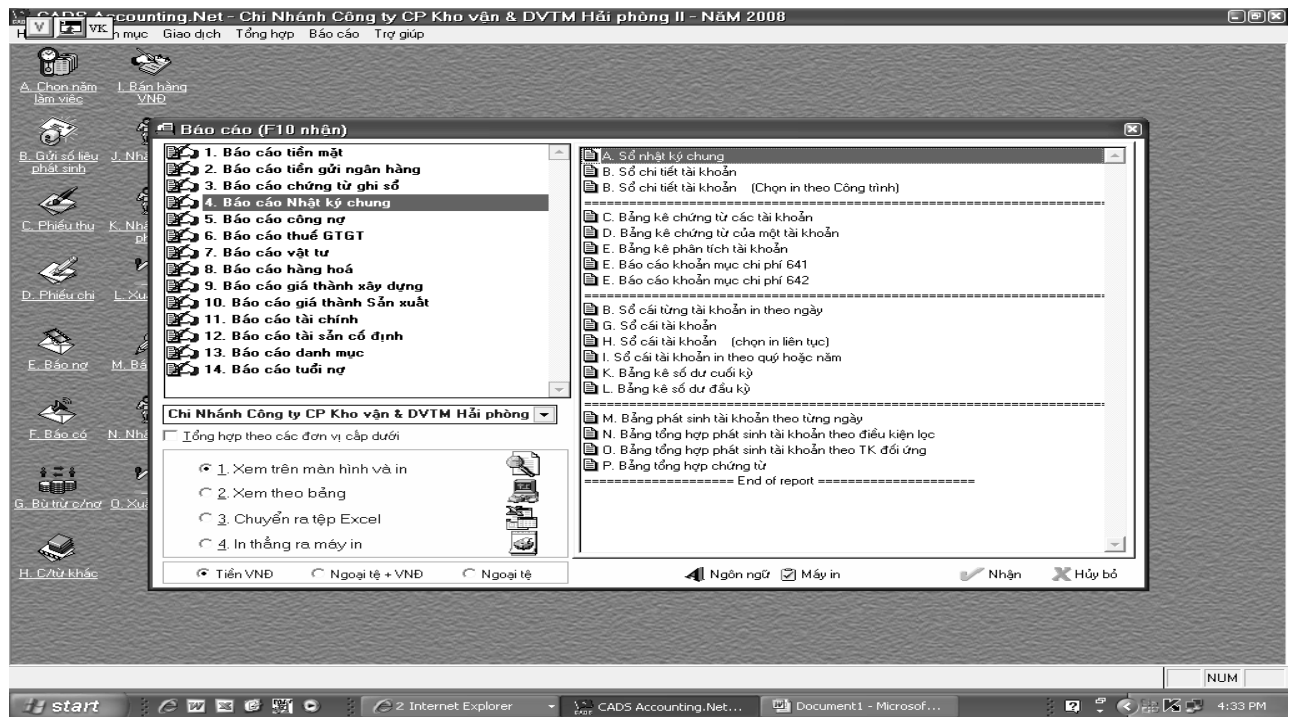 CADS Accounting.Net - Chi Nhánh Công ty CP Kho vận & DVTM Hải phòng II - NăM 2008
V VK mục Giao dịch Tổng hợp Báo cáo Trợ giúp
A. Chọn năm làm việc
I. Bán hàng VNĐ
B. Gửi số liệu phát sinh
J. Nhậ
C. Phiếu thu
K. Nhậ
D. Phiếu chi
L. Xu
E. Báo nợ
M. Bá
F. Báo có
N. Nhậ
G. Bù trừ c/nợ
O. Xu
H. C/từ khác
Báo cáo (F10 nhận)
1. Báo cáo tiền mặt
2. Báo cáo tiền gửi ngân hàng
3. Báo cáo chứng từ ghi sổ
4. Báo cáo Nhật ký chung
5. Báo cáo công nợ
6. Báo cáo thuế GTGT
7. Báo cáo vật tư
8. Báo cáo hàng hoá
9. Báo cáo giá thành xây dựng
10. Báo cáo giá thành Sản xuất
11. Báo cáo tài chính
12. Báo cáo tài sản cố định
13. Báo cáo danh mục
14. Báo cáo tuổi nợ
Chi Nhánh Công ty CP Kho vận & DVTM Hải phòng
Tổng hợp theo các đơn vị cấp dưới
1. Xem trên màn hình và in
2. Xem theo bảng
3. Chuyển ra tệp Excel
4. In thẳng ra máy in
Tiền VNĐ Ngoại tệ + VNĐ Ngoại tệ
A. Sổ nhật ký chung
B. Sổ chi tiết tài khoản
B. Sổ chi tiết tài khoản (Chọn in theo Công trình)
C. Bảng kê chứng từ các tài khoản
D. Bảng kê chứng từ của một tài khoản
E. Bảng kê phân tích tài khoản
E. Báo cáo khoản mục chi phí 641
E. Báo cáo khoản mục chi phí 642
B. Sổ cái từng tài khoản in theo ngày
G. Sổ cái tài khoản
H. Sổ cái tài khoản (chọn in liên tục)
I. Sổ cái tài khoản in theo quý hoặc năm
K. Bảng kê số dư cuối kỳ
L. Bảng kê số dư đầu kỳ
M. Bảng phát sinh tài khoản theo từng ngày
N. Bảng tổng hợp phát sinh tài khoản theo điều kiện lọc
O. Bảng tổng hợp phát sinh tài khoản theo TK đối ứng
P. Bảng tổng hợp chứng từ
==================== End of report =====================
Ngôn ngữ Máy in Nhận Hủy bỏ
NUM
start 2 Internet Explorer CADS Accounting.Net... Document1 - Microsof... 4:33 PM